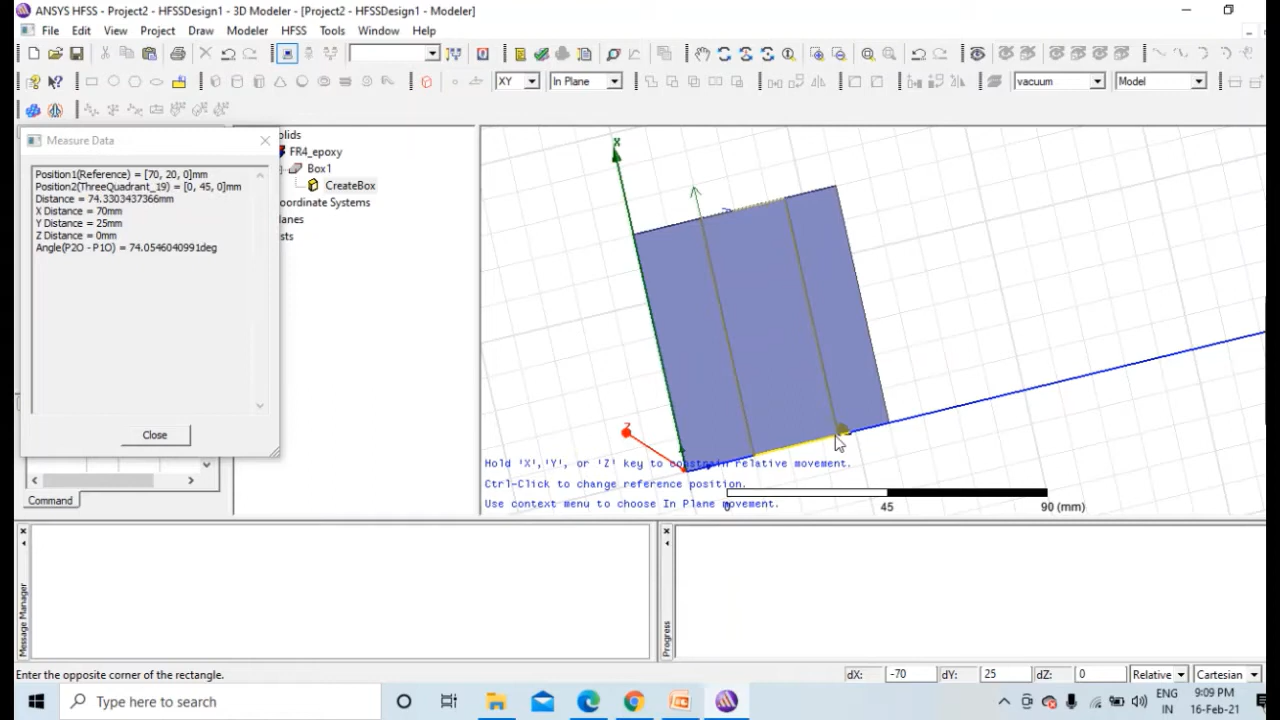 ANSYS HFSS - Project2 - HFSSDesign1 - 3D Modeler - [Project2 - HFSSDesign1 - Modeler]
File Edit View Project Draw Modeler HFSS Tools Window Help
XY In Plane vacuum Model
Measure Data
Position1(Reference) = [70, 20, 0]mm
Position2(ThreeQuadrant_19) = [0, 45, 0]mm
Distance = 74.3303437366mm
X Distance = 70mm
Y Distance = 25mm
Z Distance = 0mm
Angle(P2O - P1O) = 74.0546040991deg
Close
Command
olids
FR4_epoxy
Box1
CreateBox
oordinate Systems
anes
sts
X
Z
Hold 'X','Y', or 'Z' key to constrain relative movement.
Ctrl-Click to change reference position.
Use context menu to choose In Plane movement.
0 45 90 (mm)
Message Manager
Progress
Enter the opposite corner of the rectangle.
dX: -70 dY: 25 dZ: 0 Relative Cartesian
Type here to search
ENG
IN
9:09 PM
16-Feb-21